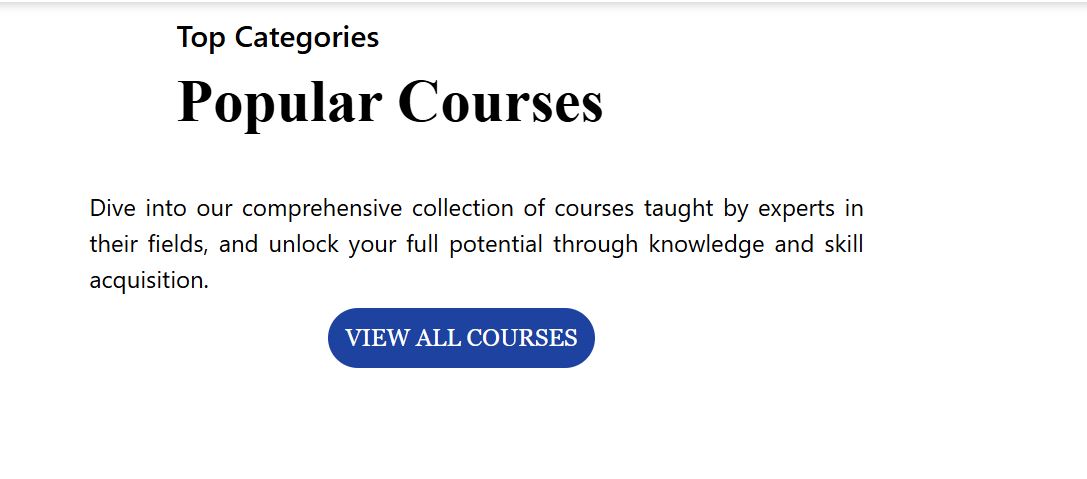 Top Categories
Popular Courses
Dive into our comprehensive collection of courses taught by experts in
their fields, and unlock your full potential through knowledge and skill
acquisition.
VIEW ALL COURSES